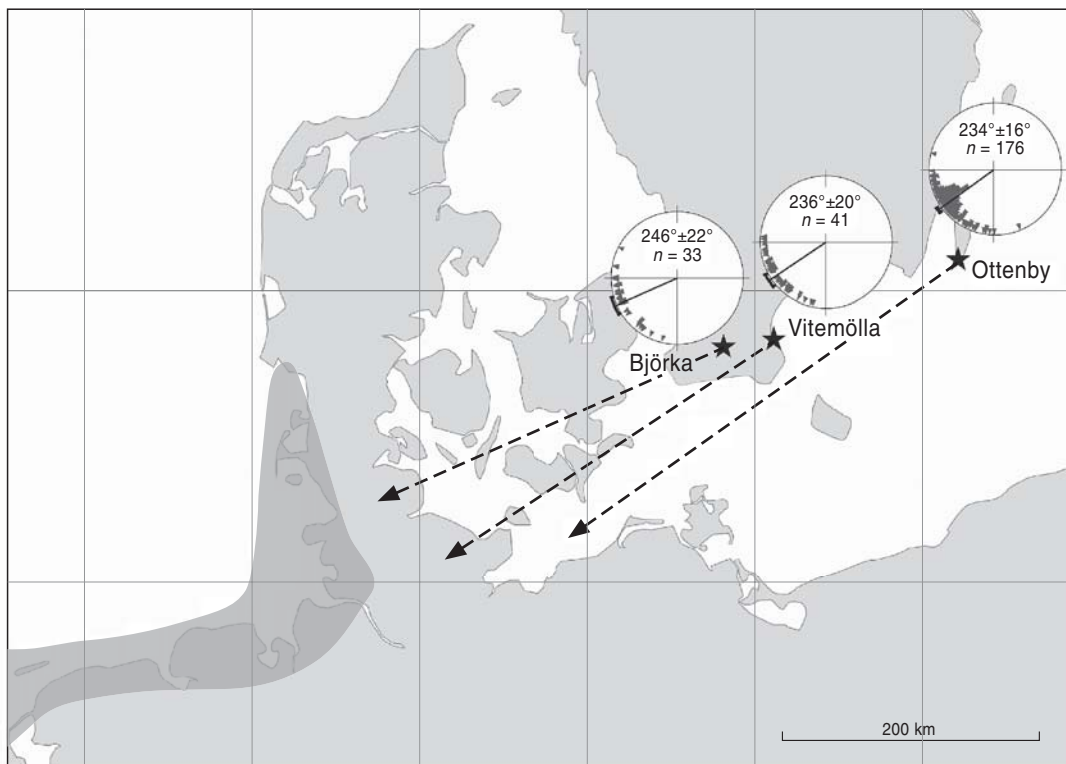 234°±16°
n = 176
236°±20°
n = 41
246°±22°
n = 33
Ottenby
Vitemölla
Björka
200 km